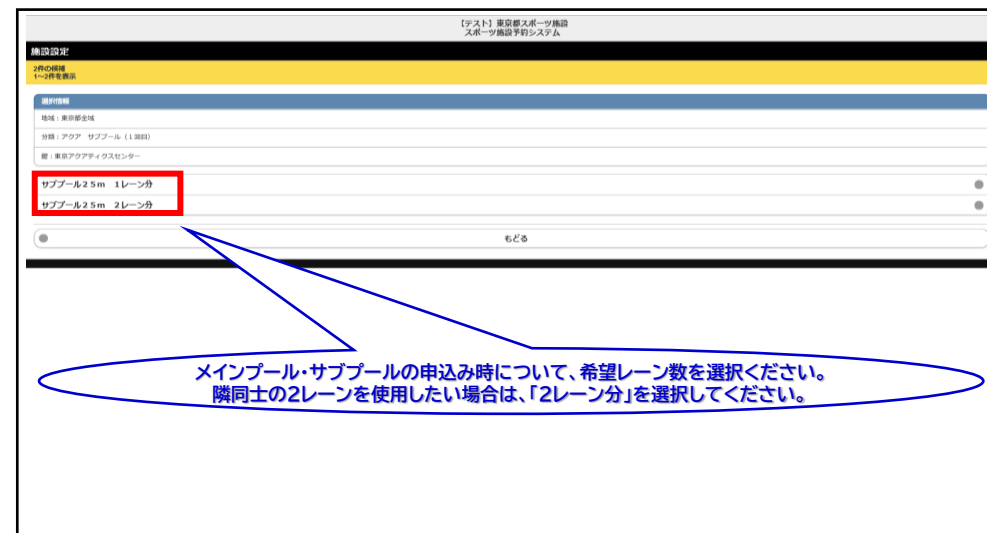 【テスト】東京都スポーツ施設
スポーツ施設予約システム
施設設定
2件の候補
1～2件を表示
選択情報
地域：東京都全域
分類：アクア　サブプール（１期目）
館：東京アクアティクスセンター
サブプール２５ｍ　１レーン分
サブプール２５ｍ　２レーン分
もどる
メインプール・サブプールの申込み時について、希望レーン数を選択ください。
隣同士の2レーンを使用したい場合は、「2レーン分」を選択してください。